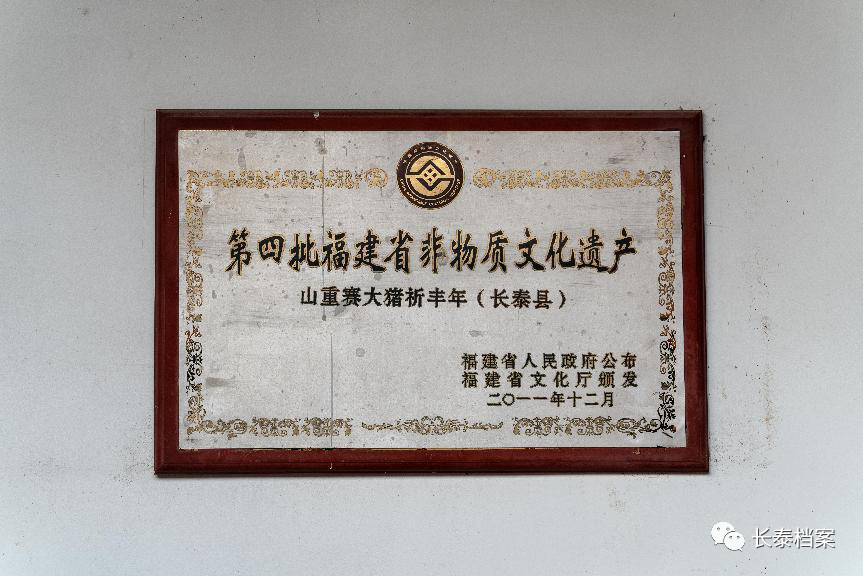 第四批福建省非物质文化遗产
山重赛大猪祈丰年（长泰县）
福建省人民政府公布
福建省文化厅颁发
二〇一一年十二月
长泰档案